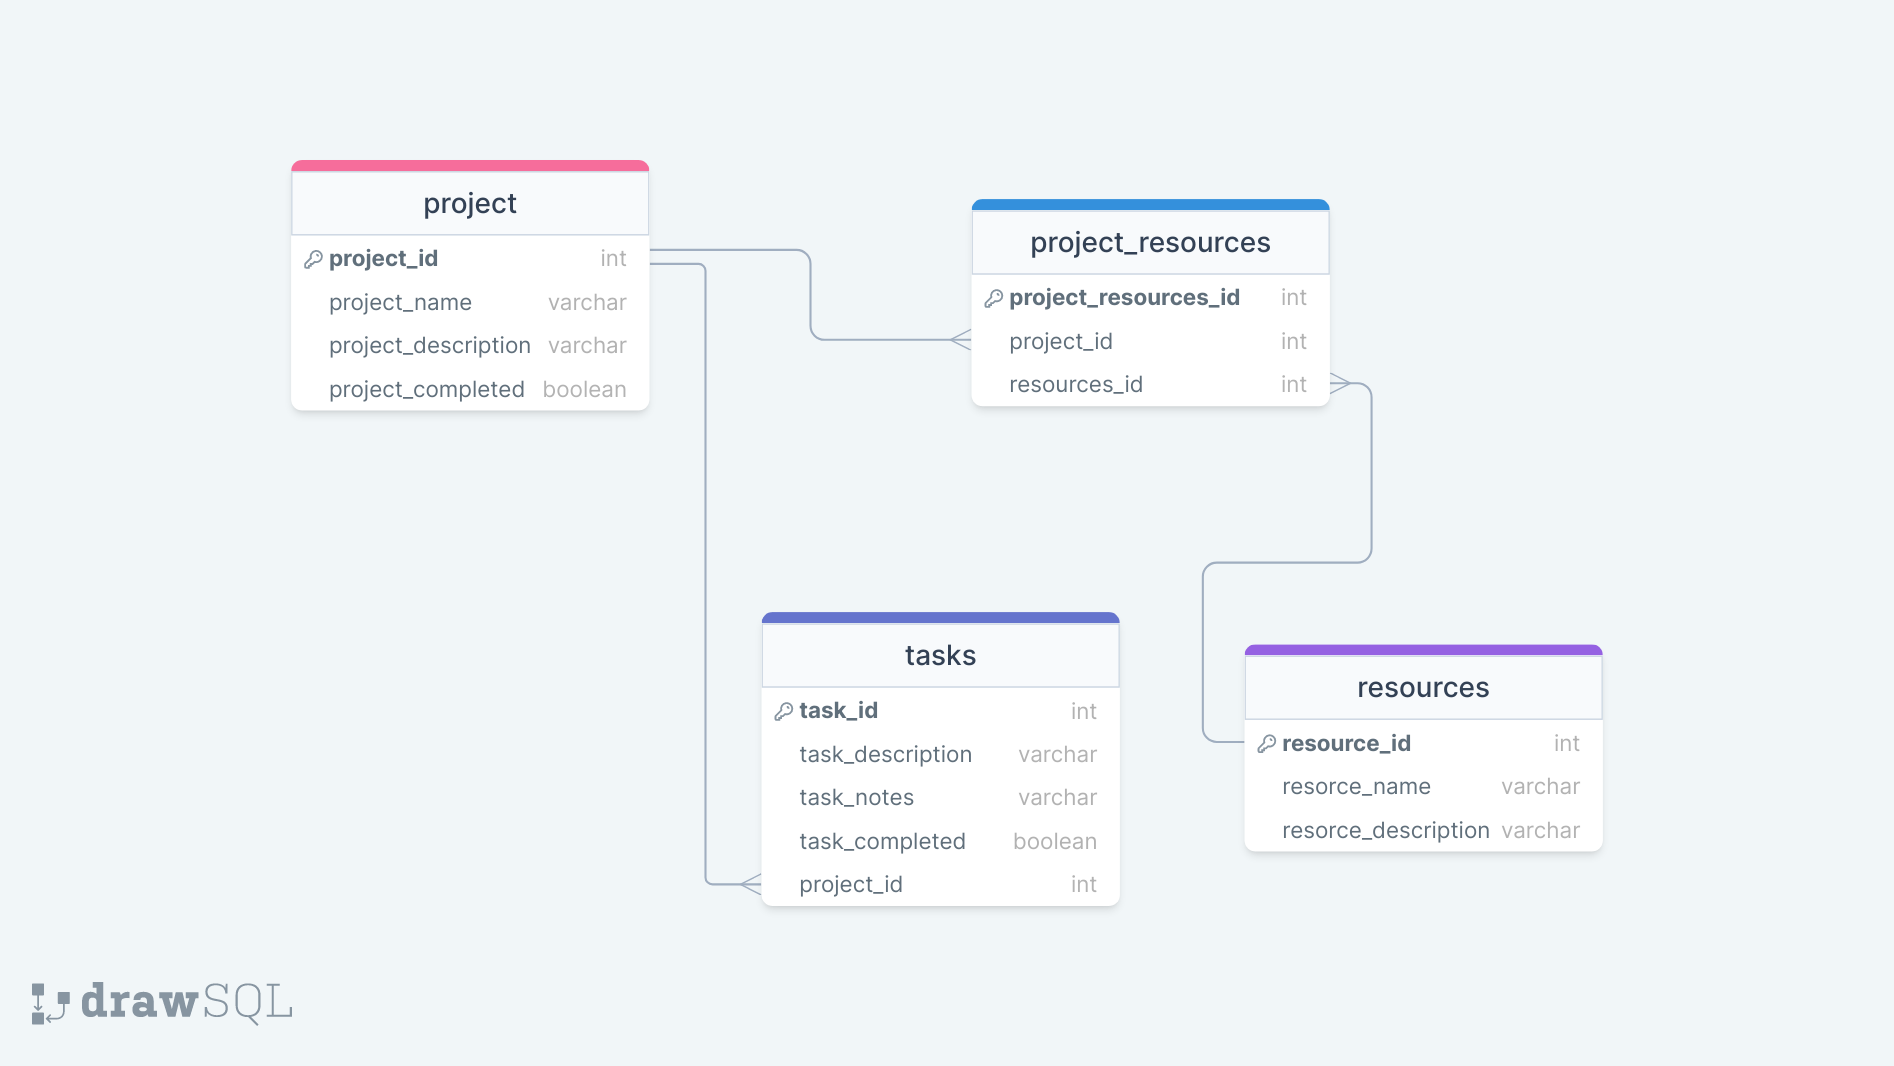 project
project_id int
project_name varchar
project_description varchar
project_completed boolean
project_resources
project_resources_id int
project_id int
resources_id int
tasks
task_id int
task_description varchar
task_notes varchar
task_completed boolean
project_id int
resources
resource_id int
resorce_name varchar
resorce_description varchar
drawSQL